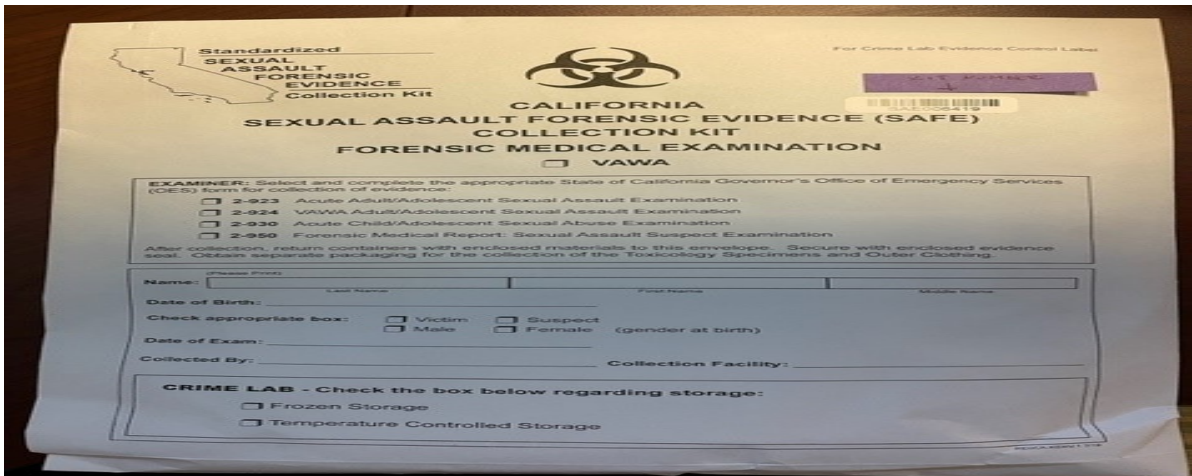 Standardized
SEXUAL
ASSAULT
FORENSIC
EVIDENCE
Collection Kit
For Crime Lab Evidence Control Label
KIT NUMBER
SAE006419
CALIFORNIA
SEXUAL ASSAULT FORENSIC EVIDENCE (SAFE)
COLLECTION KIT
FORENSIC MEDICAL EXAMINATION
VAWA
EXAMINER: Select and complete the appropriate State of California Governor's Office of Emergency Services
(OES) form for collection of evidence:
2-923 Acute Adult/Adolescent Sexual Assault Examination
2-924 VAWA Adult/Adolescent Sexual Assault Examination
2-930 Acute Child/Adolescent Sexual Abuse Examination
2-950 Forensic Medical Report: Sexual Assault Suspect Examination
After collection, return containers with enclosed materials to this envelope. Secure with enclosed evidence
seal. Obtain separate packaging for the collection of the Toxicology Specimens and Outer Clothing.
(Please Print)
Name:
Last Name First Name Middle Name
Date of Birth:
Check appropriate box: Victim Suspect
Male Female (gender at birth)
Date of Exam:
Collected By: Collection Facility:
CRIME LAB - Check the box below regarding storage:
Frozen Storage
Temperature Controlled Storage